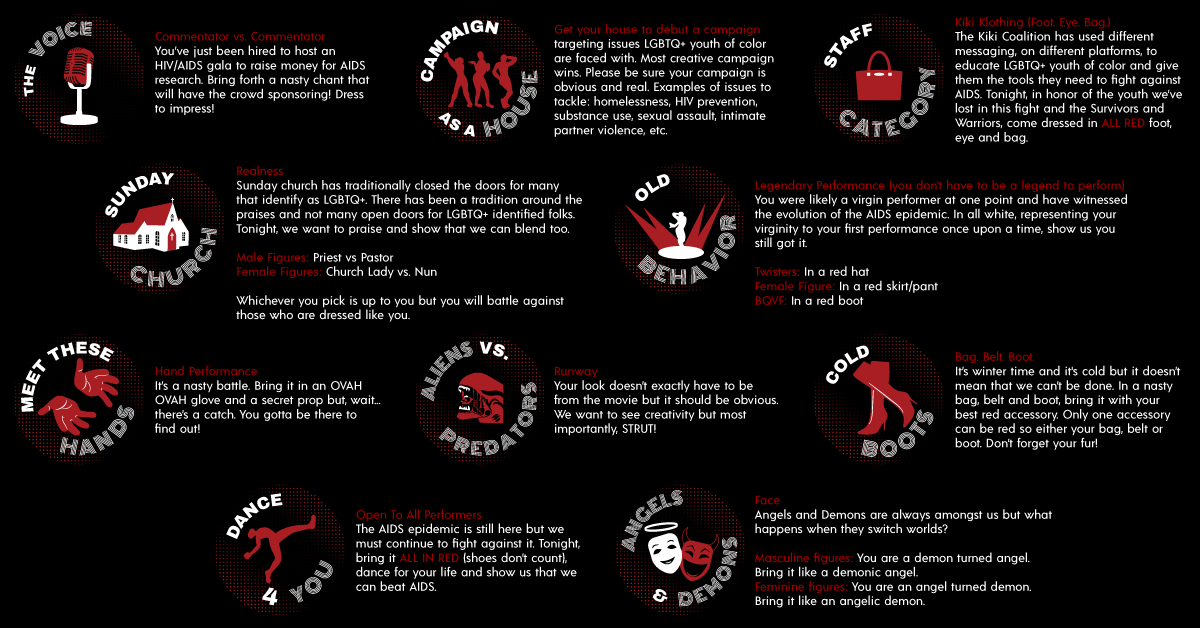 THE VOICE
Commentator vs. Commentator
You've just been hired to host an
HIV/AIDS gala to raise money for AIDS
research. Bring forth a nasty chant that
will have the crowd sponsoring! Dress
to impress!
CAMPAIGN
AS A HOUSE
Get your house to debut a campaign
targeting issues LGBTQ+ youth of color
are faced with. Most creative campaign
wins. Please be sure your campaign is
obvious and real. Examples of issues to
tackle: homelessness, HIV prevention,
substance use, sexual assault, intimate
partner violence, etc.
STAFF
CATEGORY
Kiki Klothing (Foot. Eye. Bag.)
The Kiki Coalition has used different
messaging, on different platforms, to
educate LGBTQ+ youth of color and give
them the tools they need to fight against
AIDS. Tonight, in honor of the youth we've
lost in this fight and the Survivors and
Warriors, come dressed in ALL RED foot,
eye and bag.
SUNDAY
CHURCH
Realness
Sunday church has traditionally closed the doors for many
that identify as LGBTQ+. There has been a tradition around the
praises and not many open doors for LGBTQ+ identified folks.
Tonight, we want to praise and show that we can blend too.
Male Figures: Priest vs Pastor
Female Figures: Church Lady vs. Nun
Whichever you pick is up to you but you will battle against
those who are dressed like you.
OLD
BEHAVIOR
Legendary Performance (you don't have to be a legend to perform)
You were likely a virgin performer at one point and have witnessed
the evolution of the AIDS epidemic. In all white, representing your
virginity to your first performance once upon a time, show us you
still got it.
Twisters: In a red hat
Female Figure: In a red skirt/pant
BQVF: In a red boot
MEET THESE
HANDS
Hand Performance
It's a nasty battle. Bring it in an OVAH
OVAH glove and a secret prop but, wait...
there's a catch. You gotta be there to
find out!
ALIENS VS.
PREDATORS
Runway
Your look doesn't exactly have to be
from the movie but it should be obvious.
We want to see creativity but most
importantly, STRUT!
COLD
BOOTS
Bag. Belt. Boot.
It's winter time and it's cold but it doesn't
mean that we can't be done. In a nasty
bag, belt and boot, bring it with your
best red accessory. Only one accessory
can be red so either your bag, belt or
boot. Don't forget your fur!
DANCE
4 YOU
Open To All Performers
The AIDS epidemic is still here but we
must continue to fight against it. Tonight,
bring it ALL IN RED (shoes don't count),
dance for your life and show us that we
can beat AIDS.
ANGELS
& DEMONS
Face
Angels and Demons are always amongst us but what
happens when they switch worlds?
Masculine figures: You are a demon turned angel.
Bring it like a demonic angel.
Feminine figures: You are an angel turned demon.
Bring it like an angelic demon.